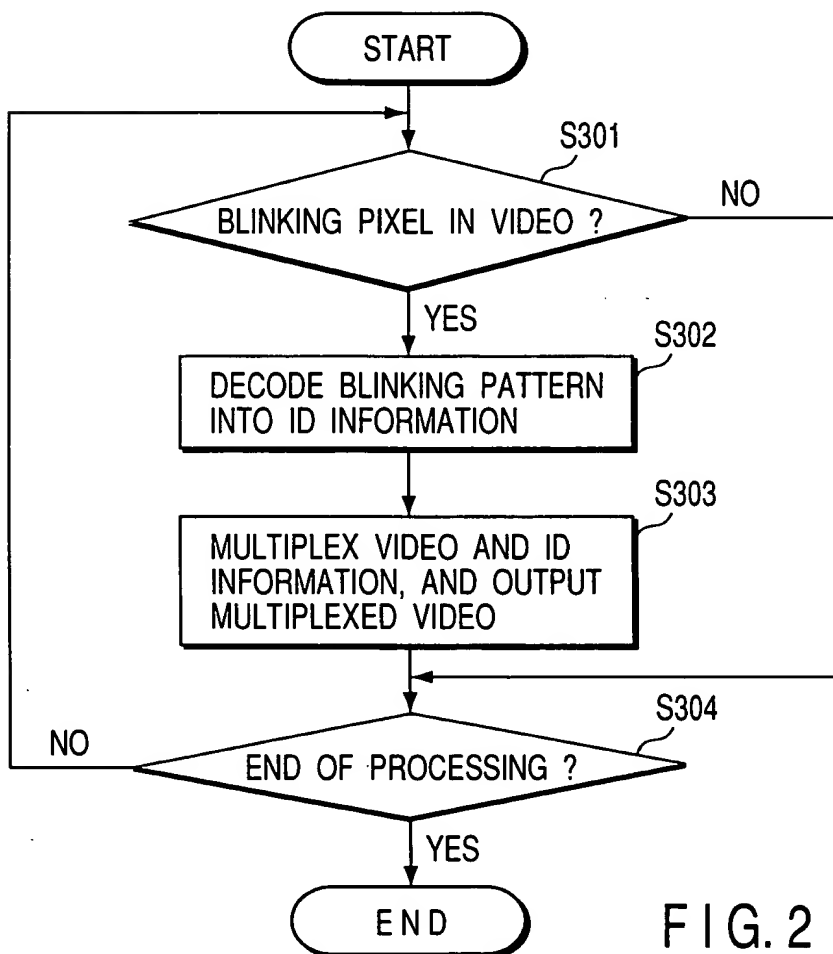 START
S301
BLINKING PIXEL IN VIDEO ?
NO
YES
S302
DECODE BLINKING PATTERN
INTO ID INFORMATION
S303
MULTIPLEX VIDEO AND ID
INFORMATION, AND OUTPUT
MULTIPLEXED VIDEO
S304
NO
END OF PROCESSING ?
YES
END
FIG. 2